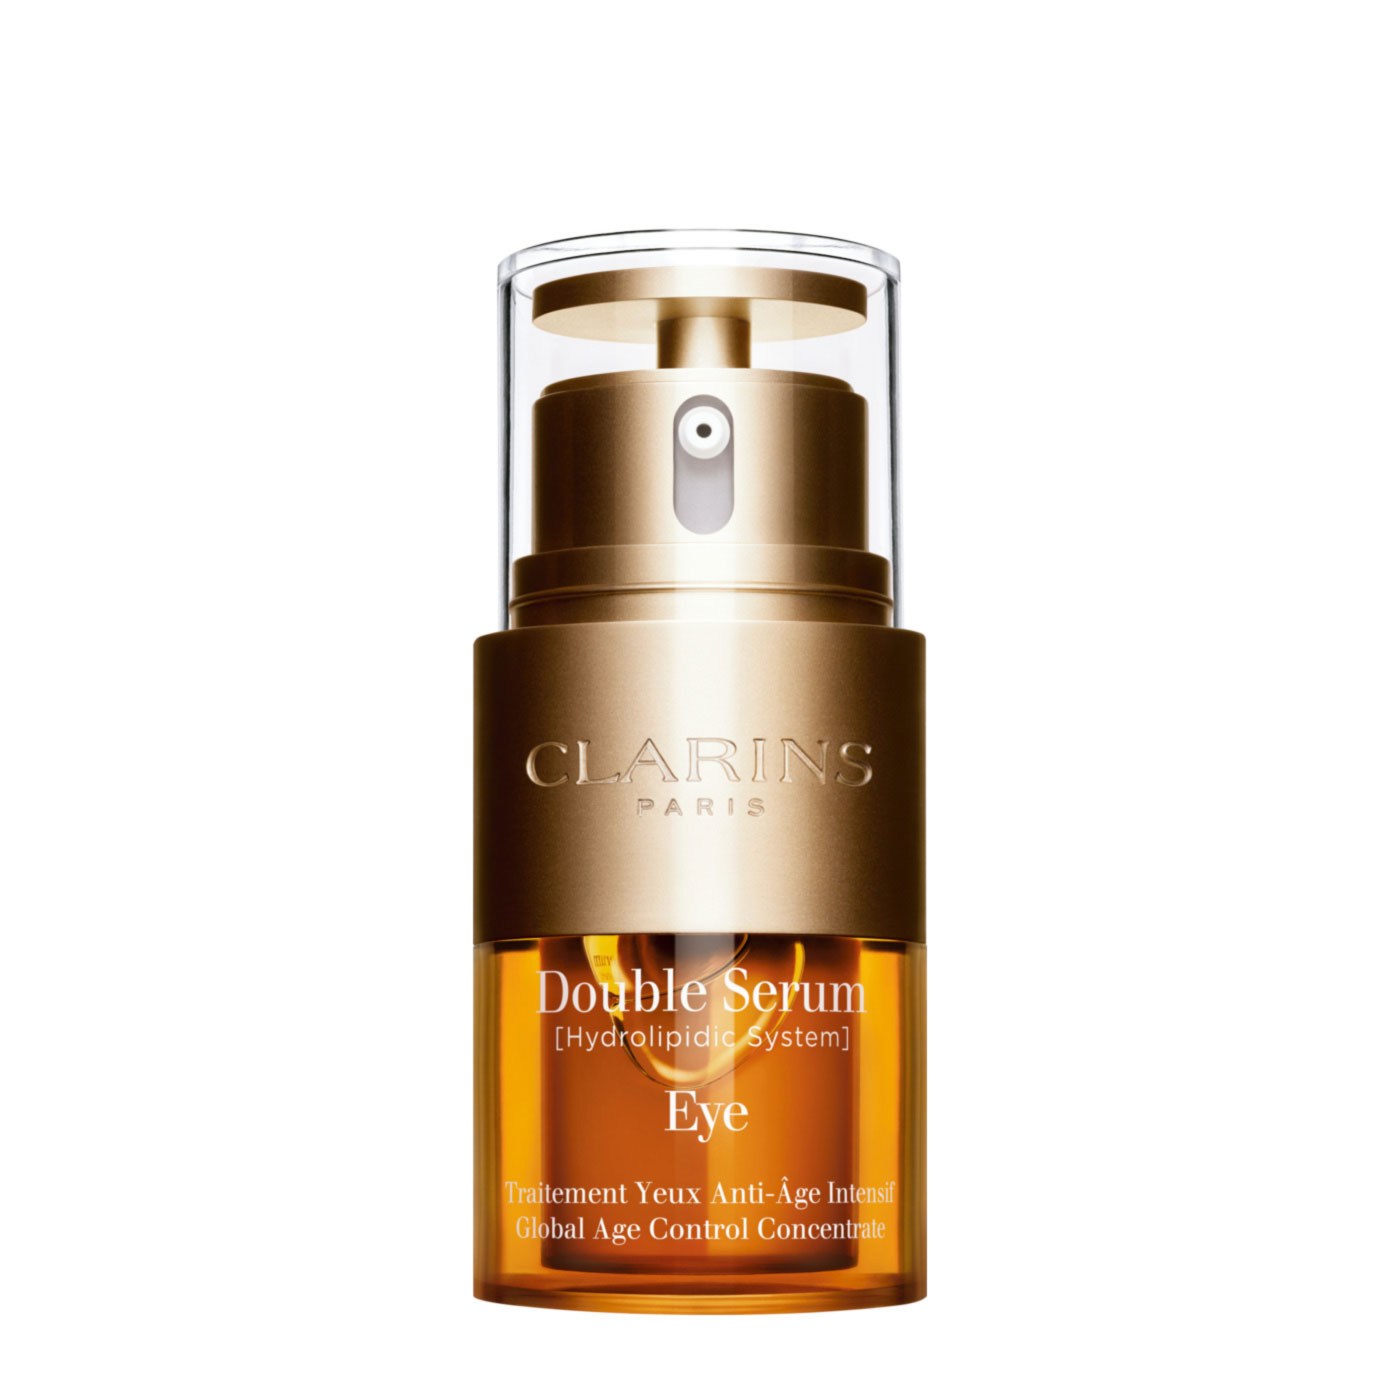 CLARINS
PARIS
Double Serum
[Hydrolipidic System]
Eye
Traitement Yeux Anti-Âge Intensif
Global Age Control Concentrate